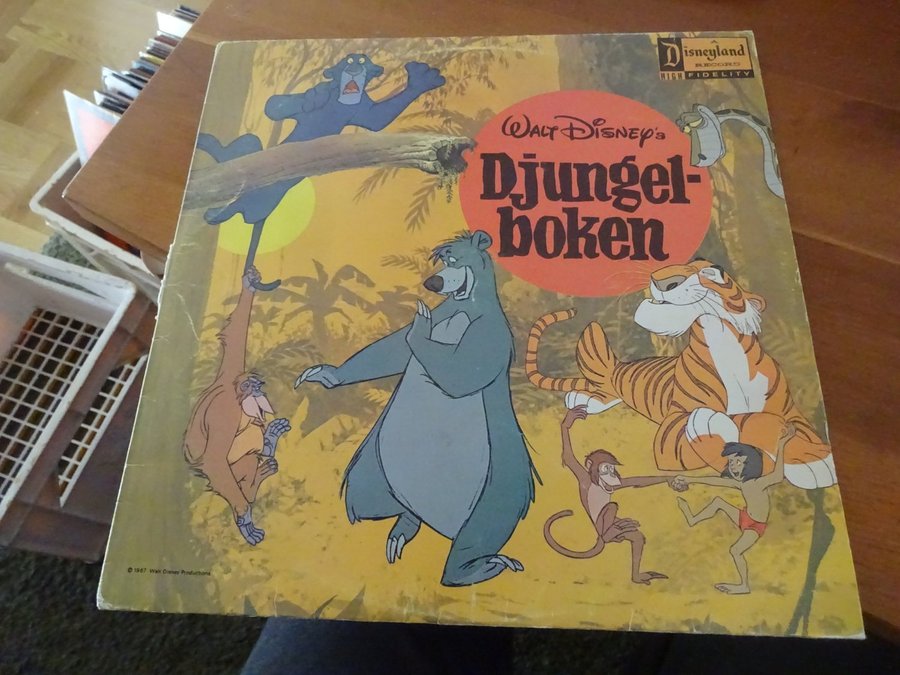 A
Disneyland
RECORD
HIGH FIDELITY
WALT DISNEY's
Djungel-
boken
© 1967 Walt Disney Productions